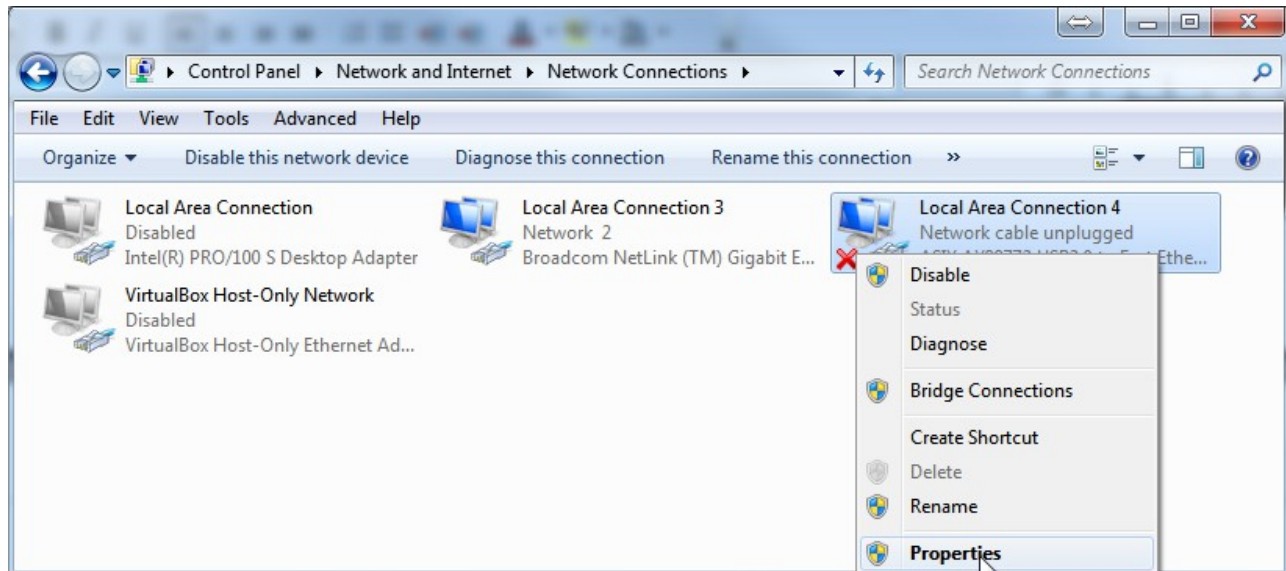 Control Panel ▸ Network and Internet ▸ Network Connections ▸
Search Network Connections
File Edit View Tools Advanced Help
Organize ▾ Disable this network device Diagnose this connection Rename this connection »
Local Area Connection
Disabled
Intel(R) PRO/100 S Desktop Adapter
Local Area Connection 3
Network 2
Broadcom NetLink (TM) Gigabit E...
Local Area Connection 4
Network cable unplugged
Ethe...
VirtualBox Host-Only Network
Disabled
VirtualBox Host-Only Ethernet Ad...
Disable
Status
Diagnose
Bridge Connections
Create Shortcut
Delete
Rename
Properties